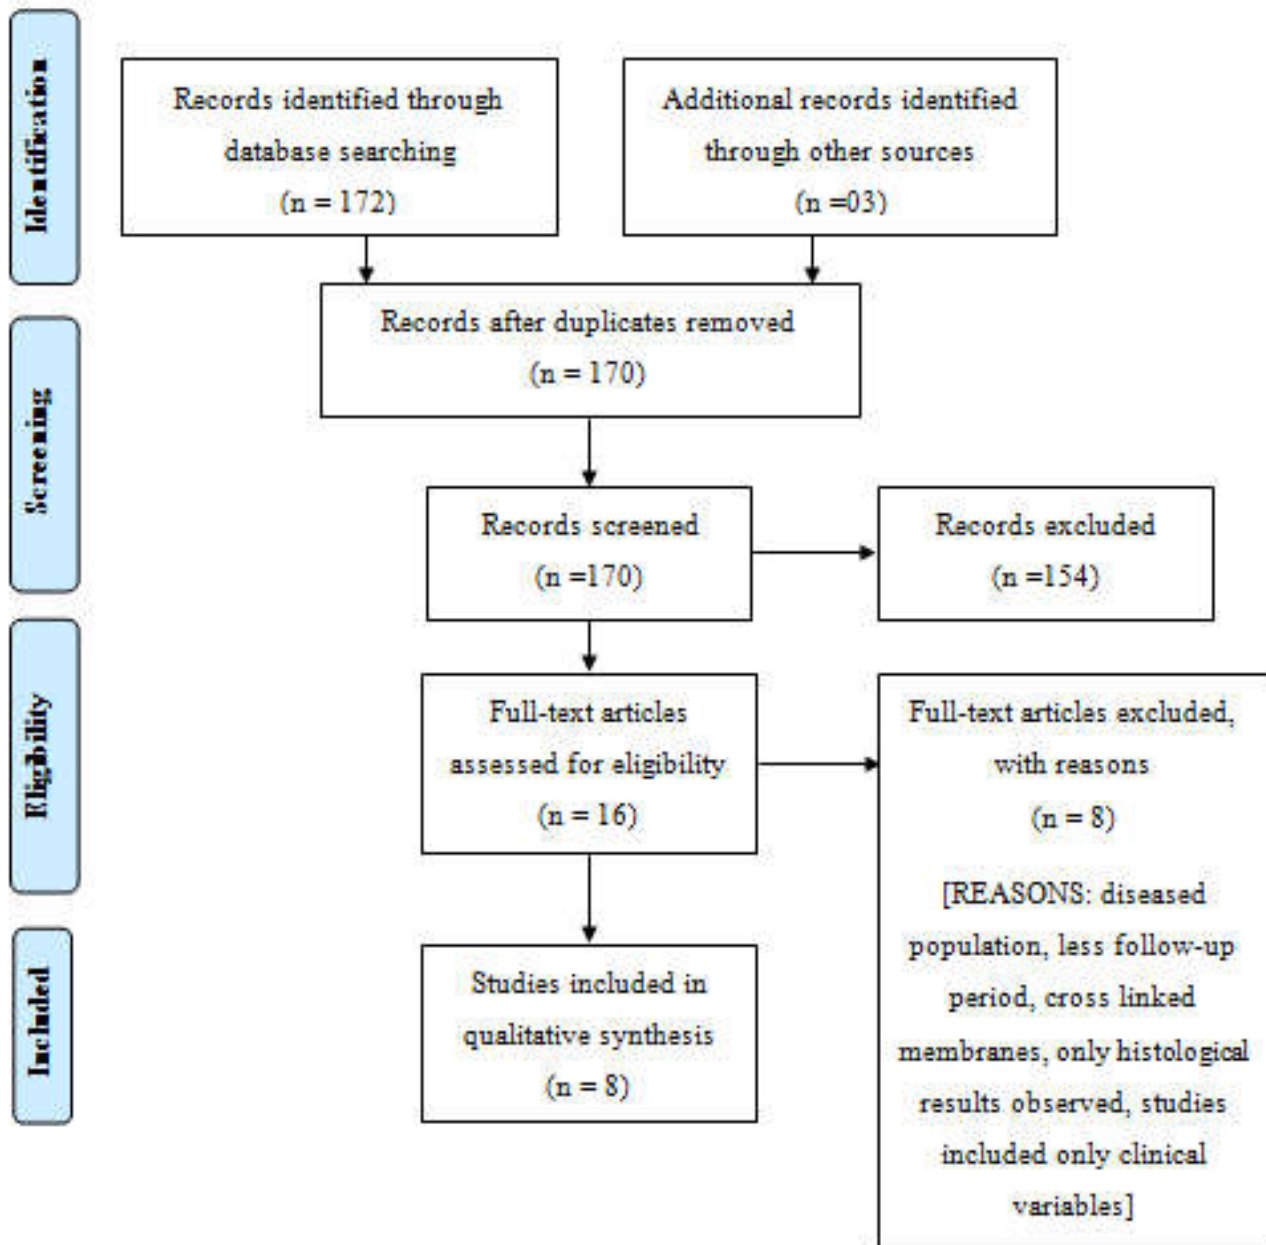 Identification
Records identified through
database searching
(n = 172)
Additional records identified
through other sources
(n =03)
Records after duplicates removed
(n = 170)
Screening
Records screened
(n =170)
Records excluded
(n =154)
Eligibility
Full-text articles
assessed for eligibility
(n = 16)
Full-text articles excluded,
with reasons
(n = 8)
[REASONS: diseased
population, less follow-up
period, cross linked
membranes, only histological
results observed, studies
included only clinical
variables]
Included
Studies included in
qualitative synthesis
(n = 8)